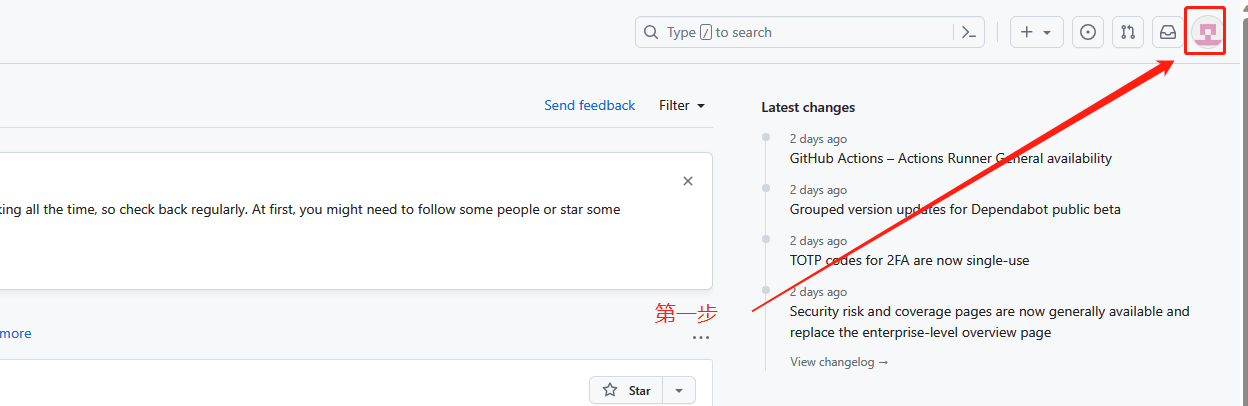 Type / to search
Send feedback
Filter
Latest changes
2 days ago
GitHub Actions – Actions Runner General availability
2 days ago
Grouped version updates for Dependabot public beta
2 days ago
TOTP codes for 2FA are now single-use
2 days ago
Security risk and coverage pages are now generally available and
replace the enterprise-level overview page
View changelog →
king all the time, so check back regularly. At first, you might need to follow some people or star some
第一步
more
Star